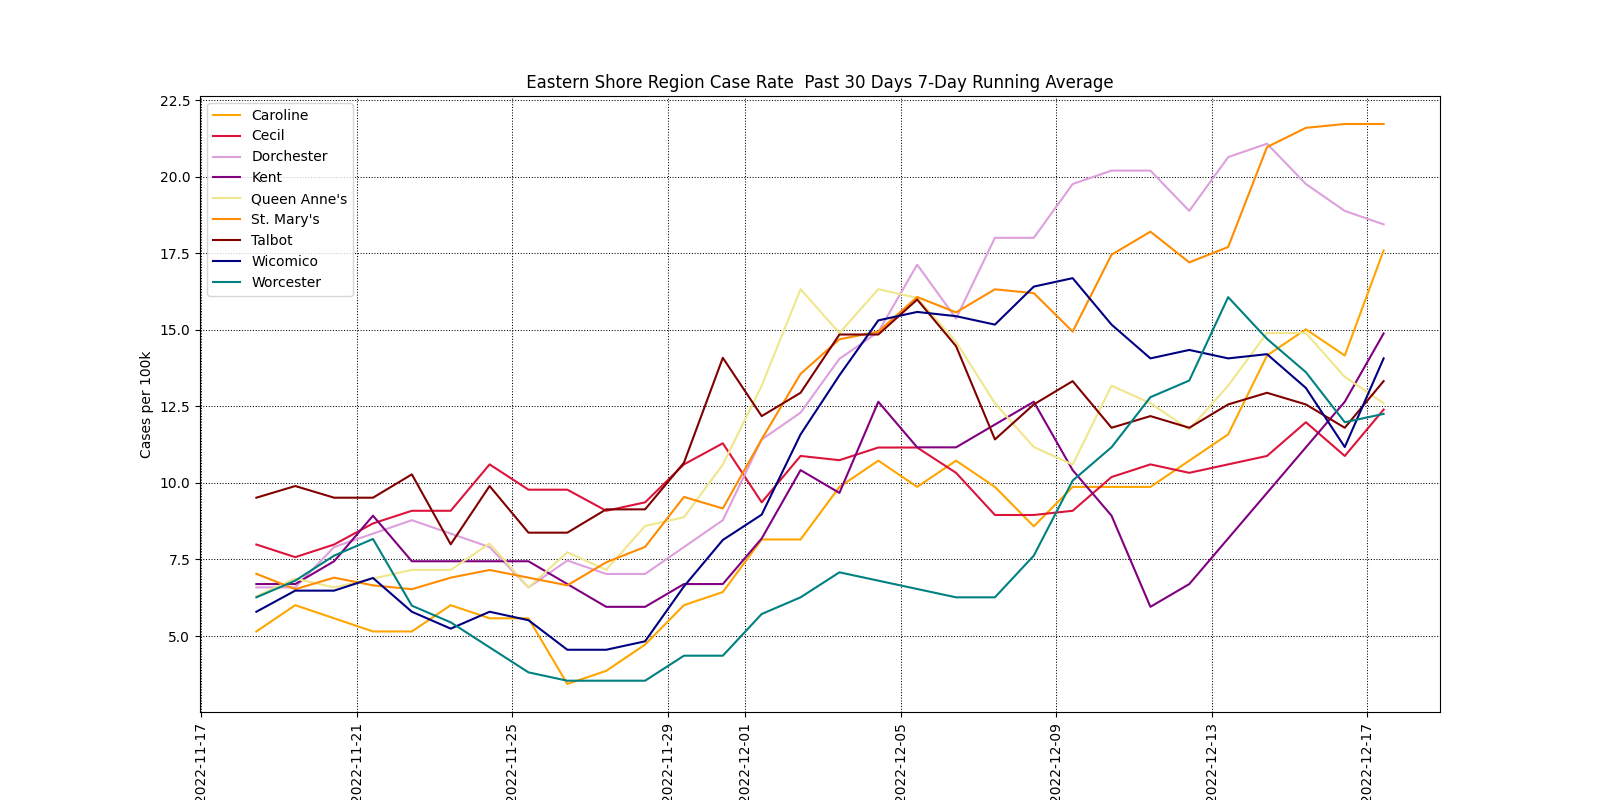 Eastern Shore Region Case Rate  Past 30 Days 7-Day Running Average
22.5
20.0
17.5
15.0
12.5
10.0
7.5
5.0
Cases per 100k
Caroline
Cecil
Dorchester
Kent
Queen Anne's
St. Mary's
Talbot
Wicomico
Worcester
2022-11-17
2022-11-21
2022-11-25
2022-11-29
2022-12-01
2022-12-05
2022-12-09
2022-12-13
2022-12-17